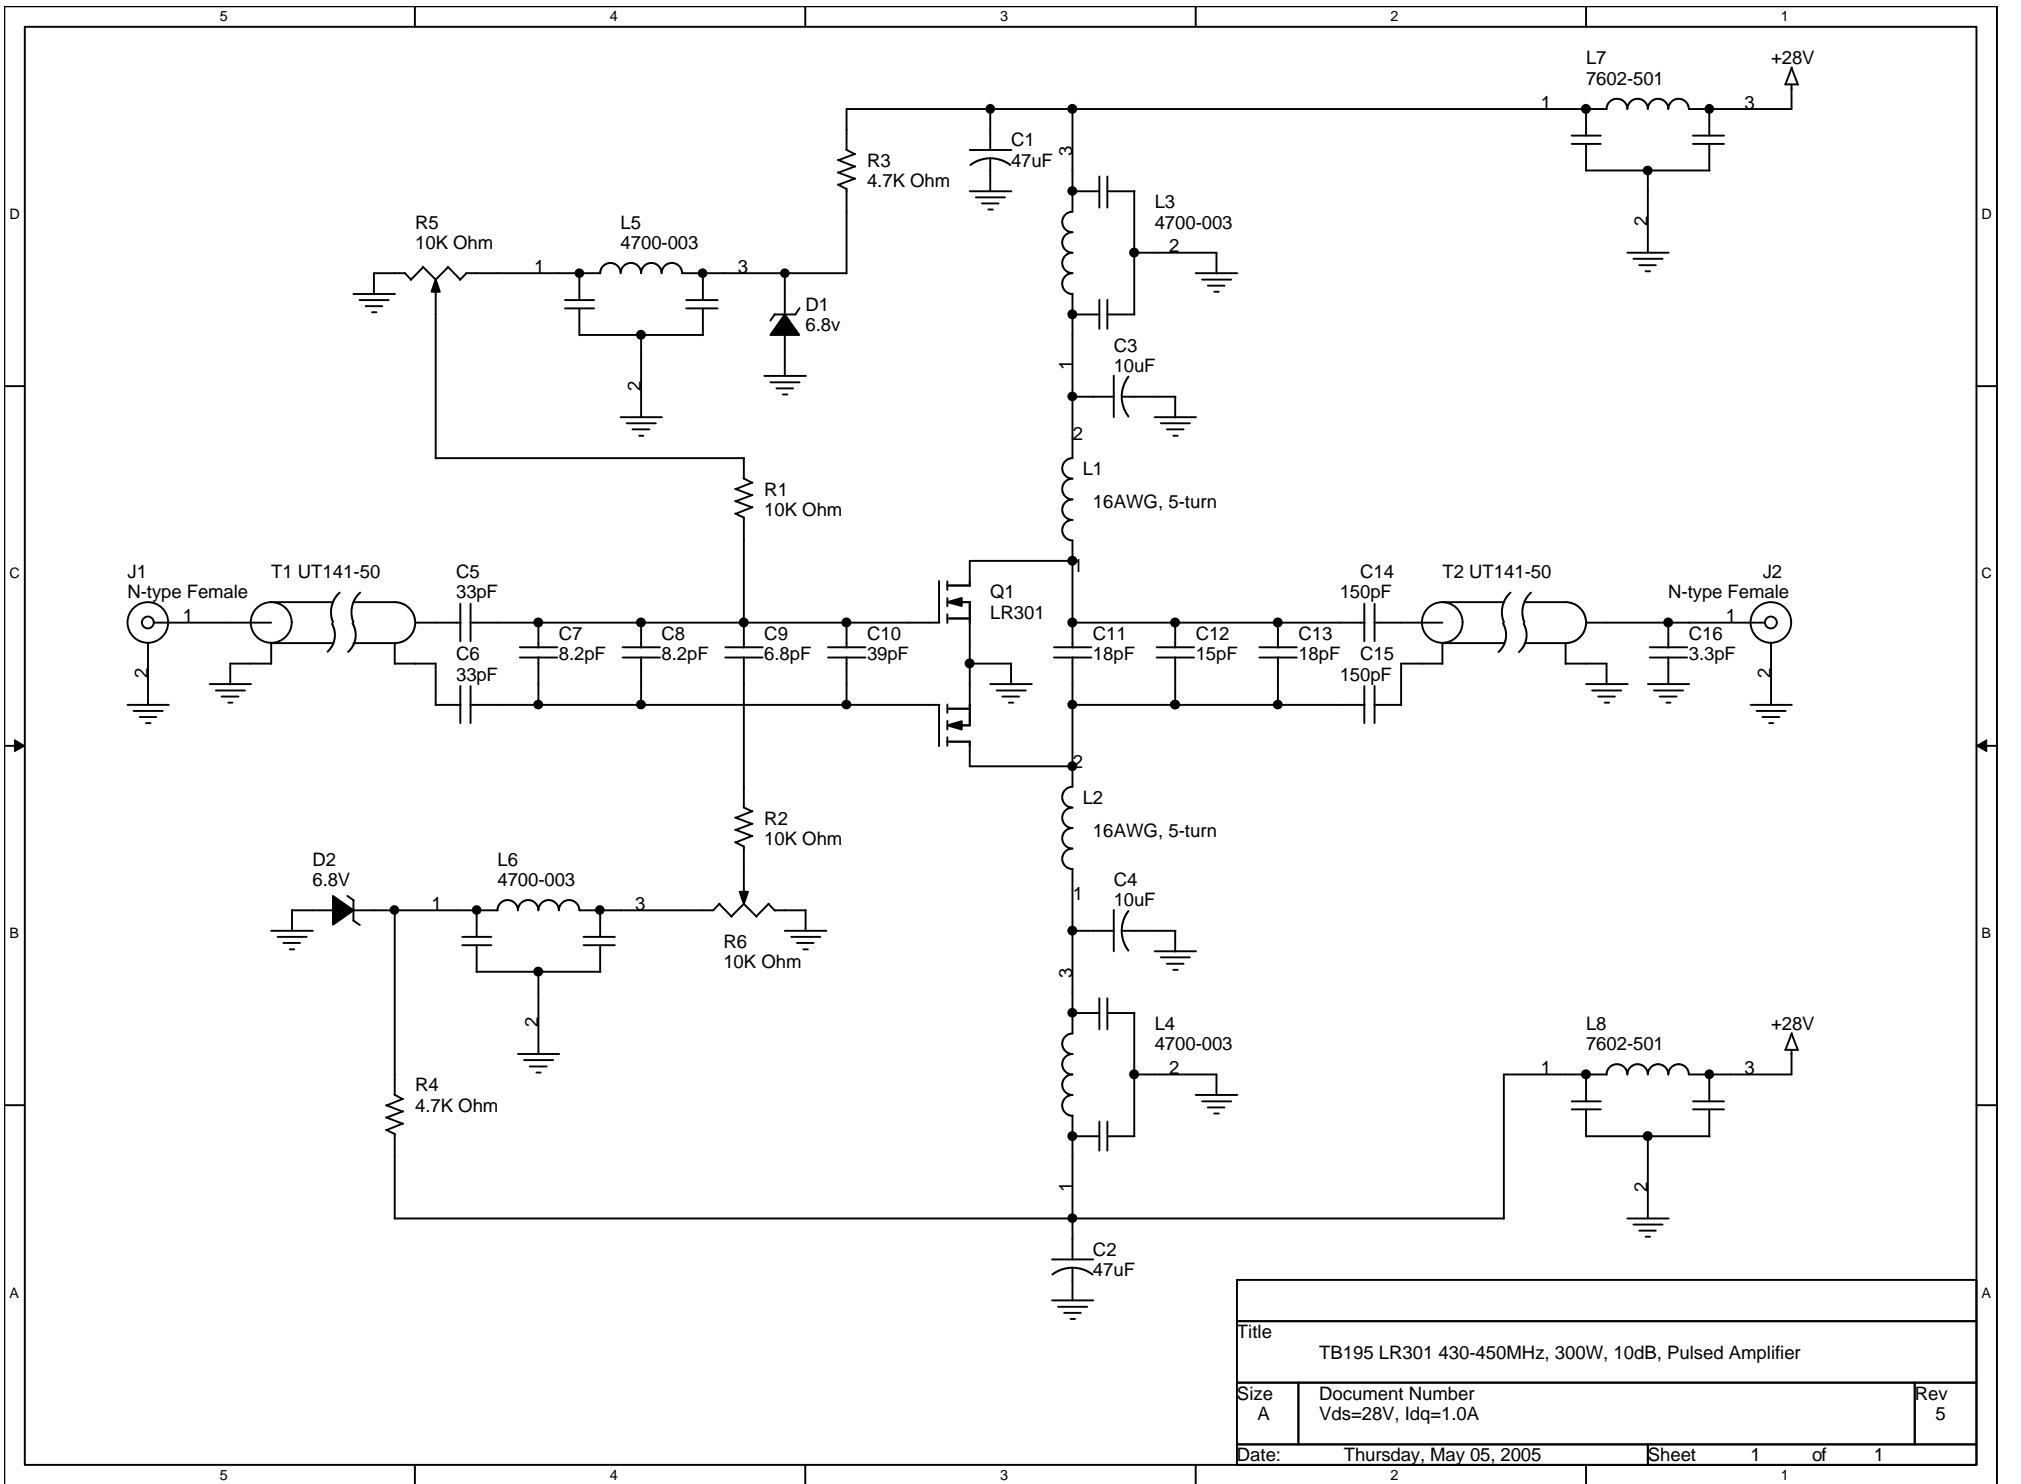 5 4 3 2 1
L7
7602-501
+28V
1
3
2
C1
47uF
R3
4.7K Ohm
3
L3
4700-003
2
1
D
D
R5
10K Ohm
L5
4700-003
1
3
2
D1
6.8v
C3
10uF
2
L1
16AWG, 5-turn
1
R1
10K Ohm
C
C
J1
N-type Female
1
2
T1 UT141-50
C5
33pF
C6
33pF
C7
8.2pF
C8
8.2pF
C9
6.8pF
C10
39pF
Q1
LR301
C11
18pF
C12
15pF
C13
18pF
C14
150pF
C15
150pF
T2 UT141-50
J2
N-type Female
1
2
C16
3.3pF
2
L2
16AWG, 5-turn
1
R2
10K Ohm
D2
6.8V
L6
4700-003
1
3
2
R6
10K Ohm
C4
10uF
B
B
3
L4
4700-003
2
1
L8
7602-501
+28V
1
3
2
R4
4.7K Ohm
C2
47uF
A
A
Title
TB195 LR301 430-450MHz, 300W, 10dB, Pulsed Amplifier
Size
A
Document Number
Vds=28V, Idq=1.0A
Rev
5
Date: Thursday, May 05, 2005 Sheet 1 of 1
5 4 3 2 1